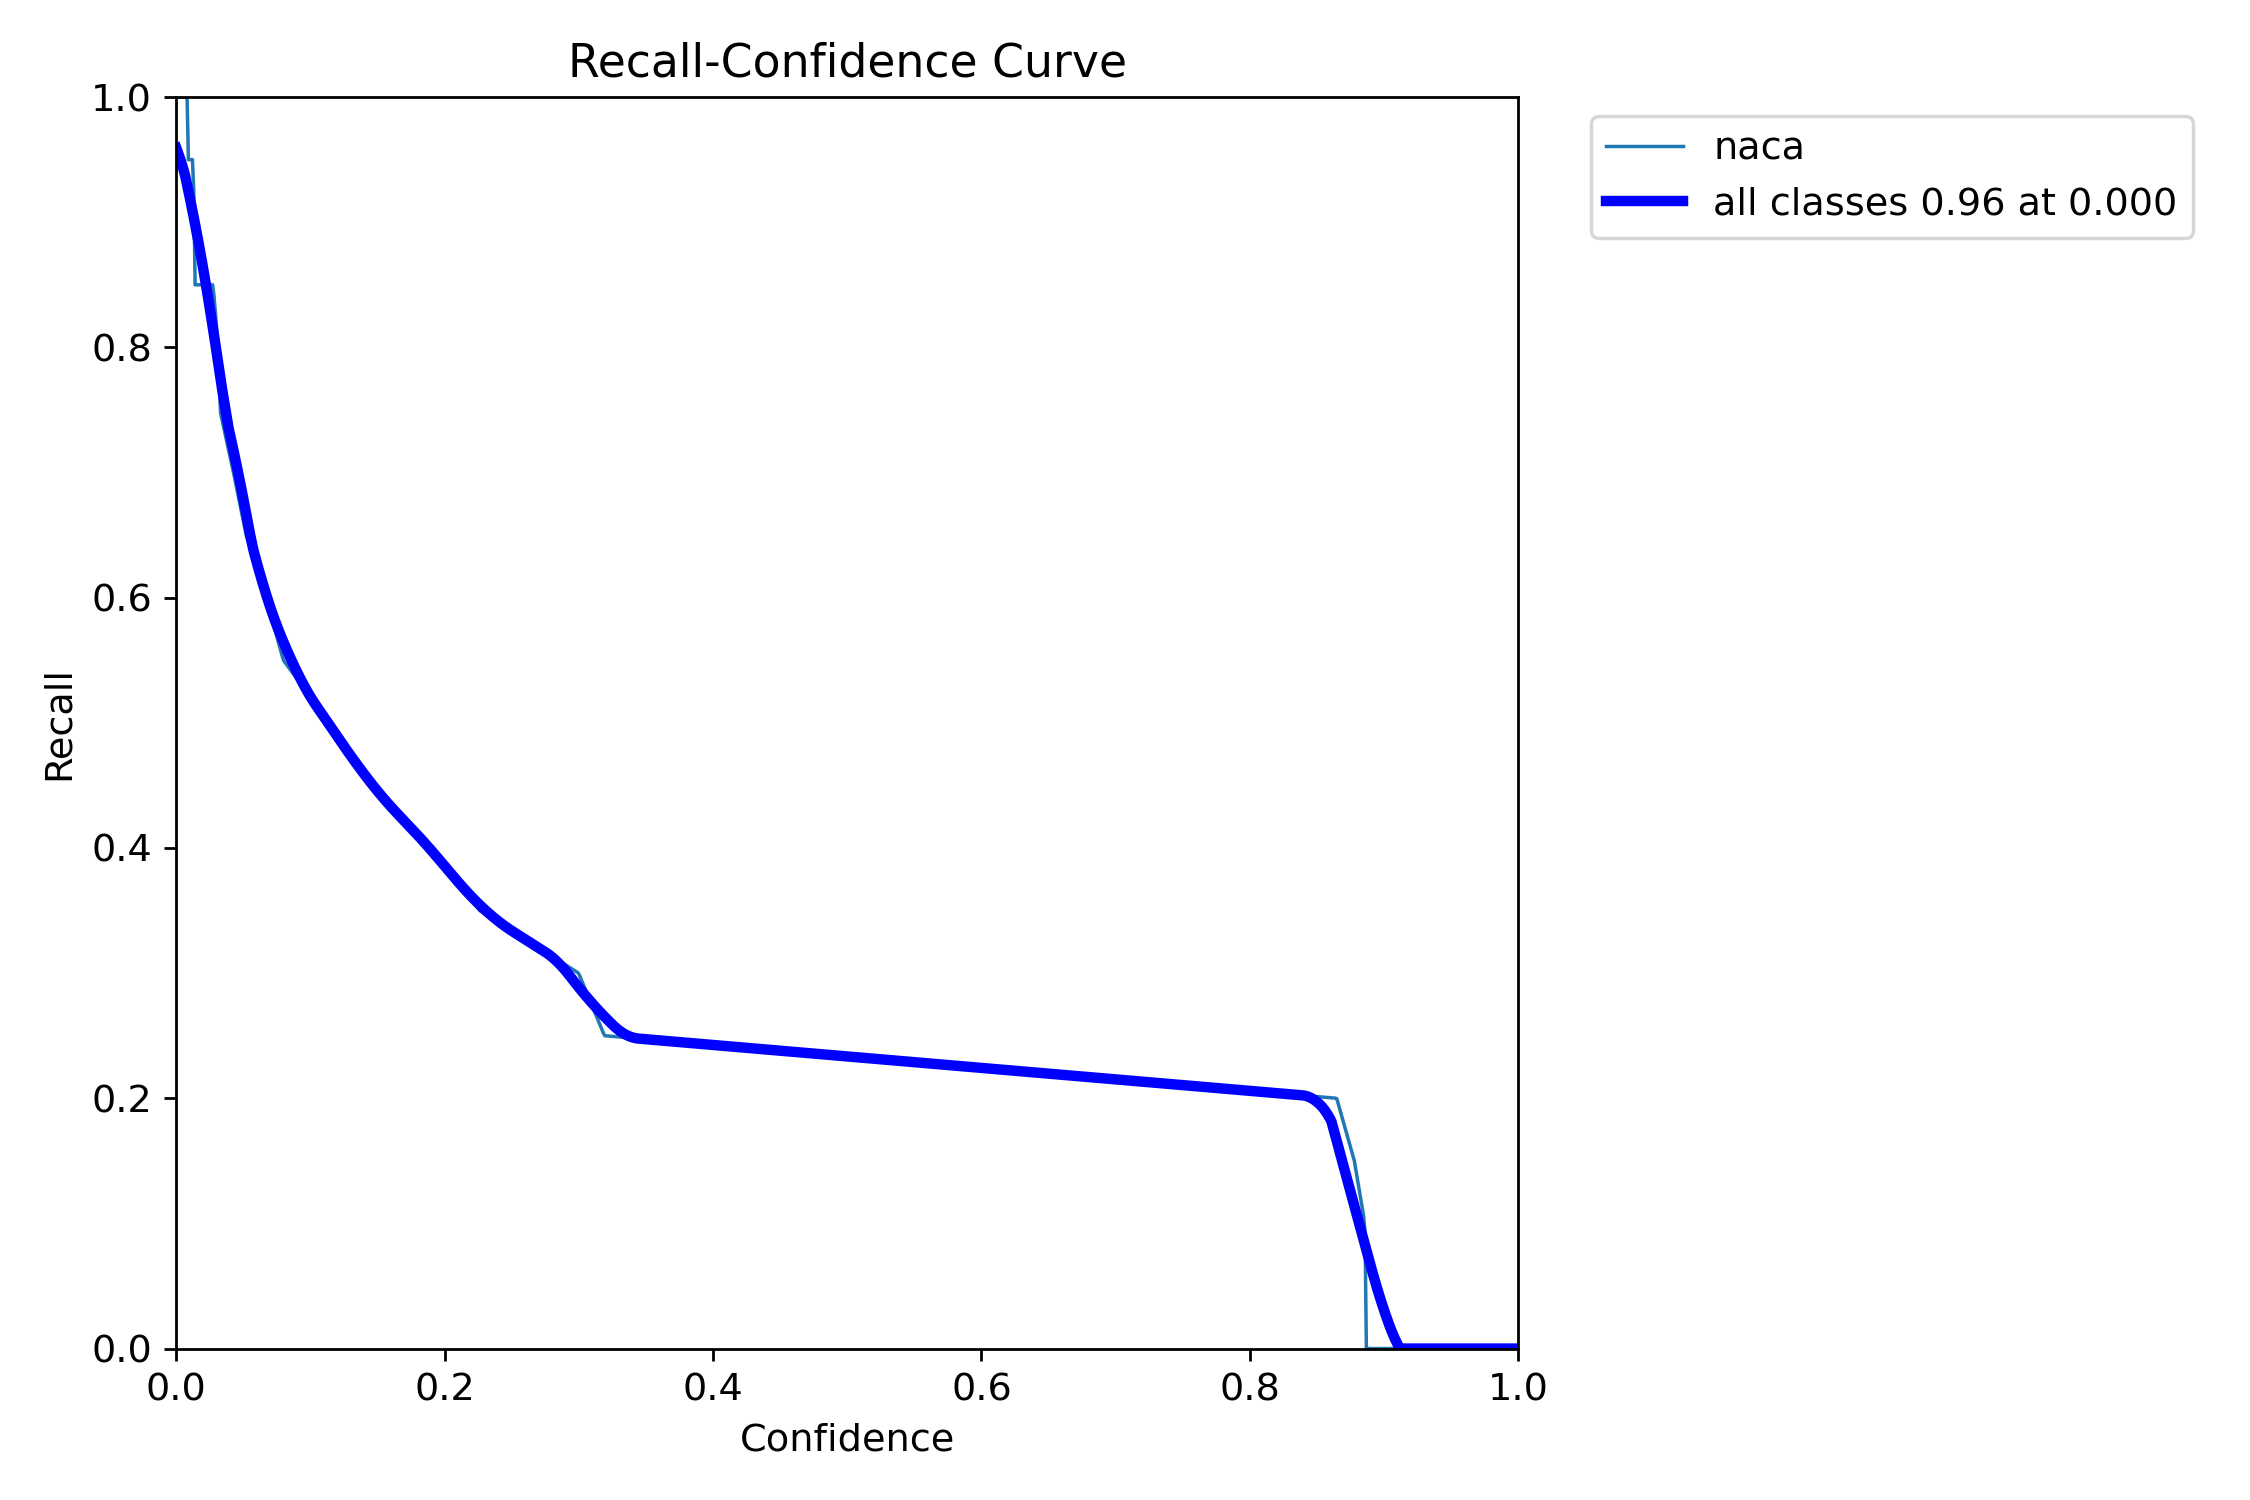 Recall-Confidence Curve
naca
all classes 0.96 at 0.000
1.0
0.8
0.6
0.4
0.2
0.0
Recall
0.0 0.2 0.4 0.6 0.8 1.0
Confidence